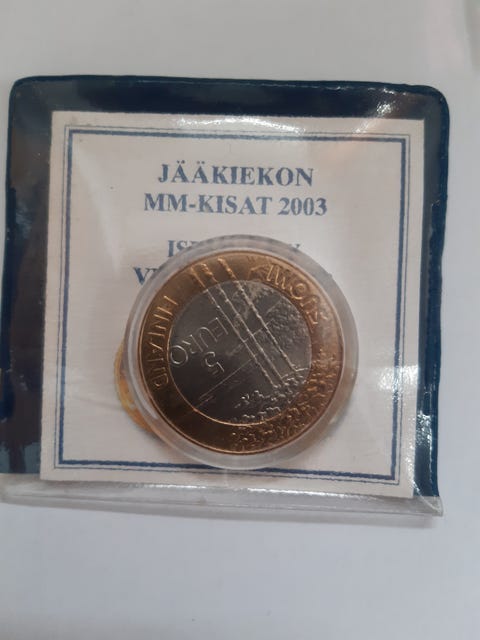 JÄÄKIEKON
MM-KISAT 2003
SUOMI
FINLAND
5
EURO